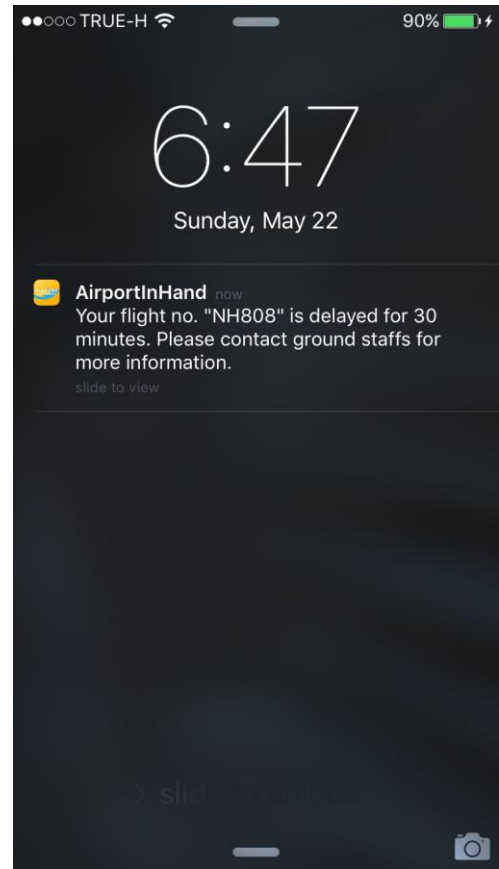 TRUE-H 90%
6:47
Sunday, May 22
AirportInHand now
Your flight no. "NH808" is delayed for 30
minutes. Please contact ground staffs for
more information.
slide to view
> slide to unlock